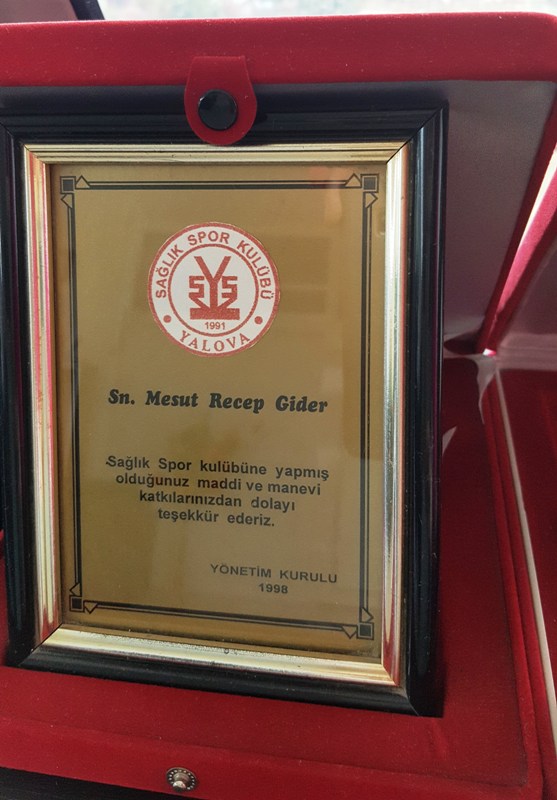 SAĞLIK SPOR KULÜBÜ
SYS
1991
YALOVA
Sn. Mesut Recep Gider
Sağlık Spor kulübüne yapmış
olduğunuz maddi ve manevi
katkılarınızdan dolayı
teşekkür ederiz.
YÖNETİM KURULU
1998